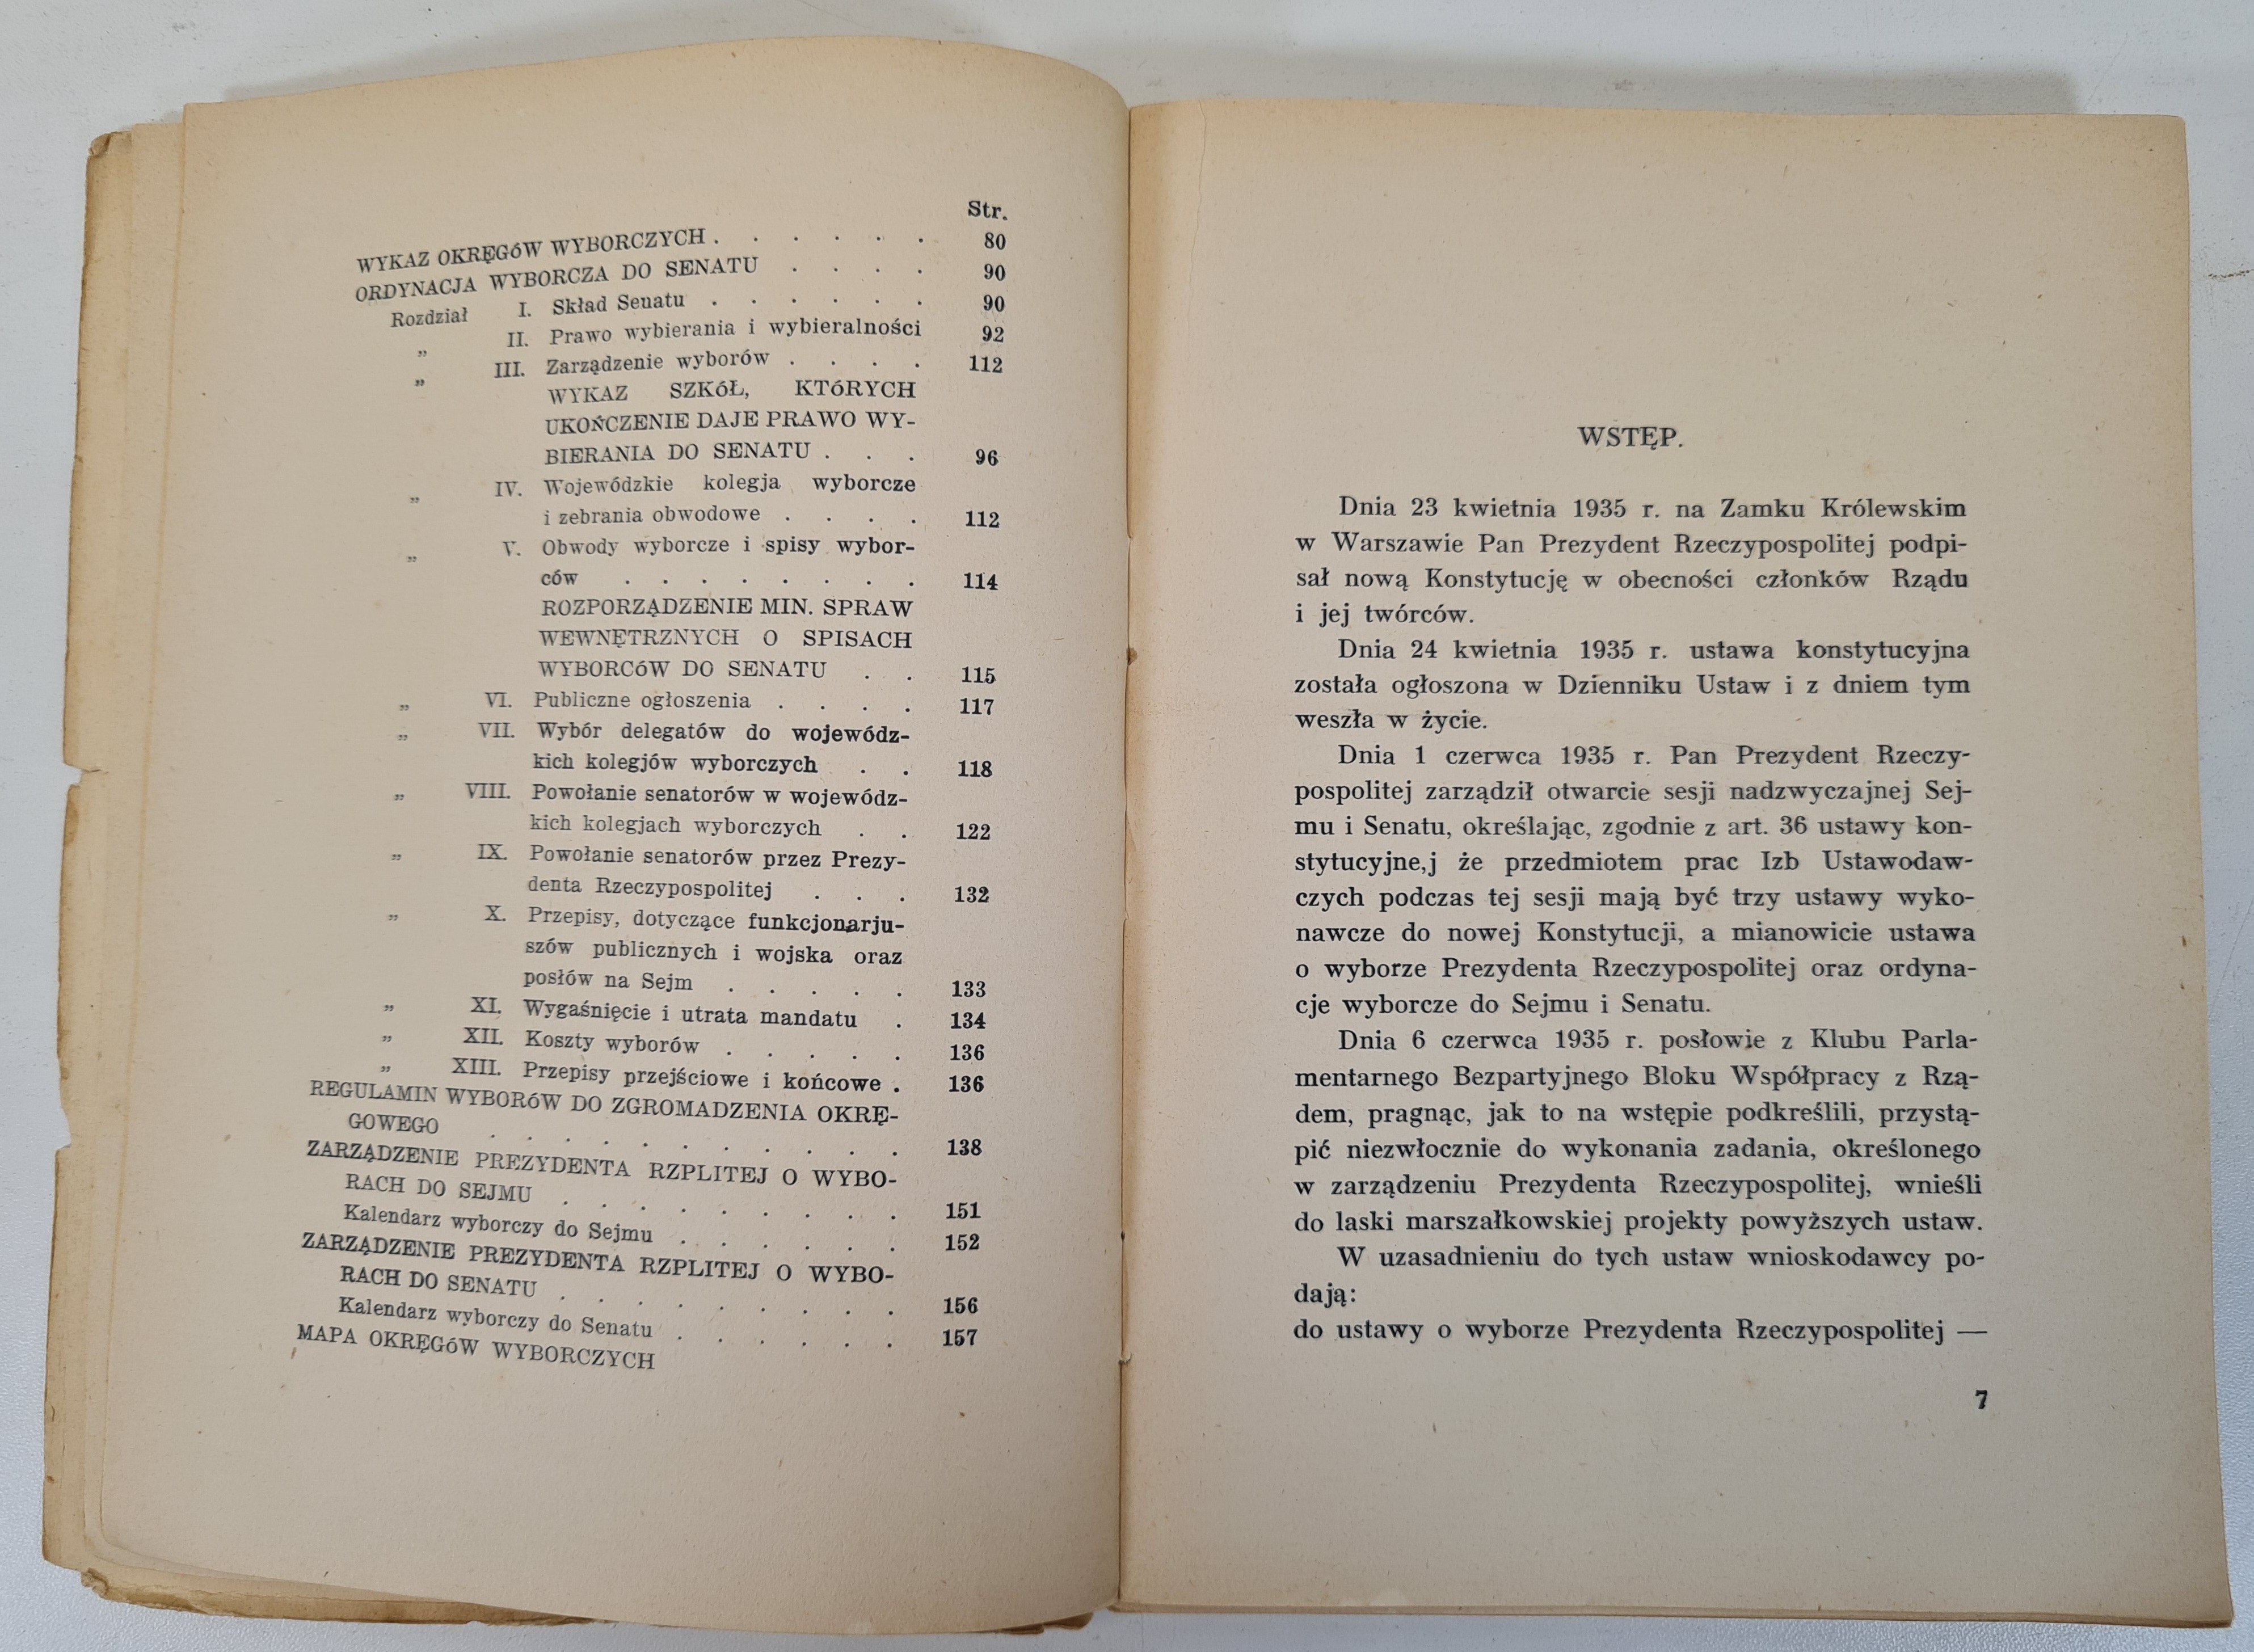 Str.
WYKAZ OKRĘGóW WYBORCZYCH . . . . . . 80
ORDYNACJA WYBORCZA DO SENATU . . . . 90
Rozdział I. Skład Senatu . . . . . . 90
„ II. Prawo wybierania i wybieralności 92
„ III. Zarządzenie wyborów . . . . 112
WYKAZ SZKóŁ, KTóRYCH
UKOŃCZENIE DAJE PRAWO WY-
BIERANIA DO SENATU . . . 96
„ IV. Wojewódzkie kolegja wyborcze
i zebrania obwodowe . . . . 112
„ V. Obwody wyborcze i spisy wybor-
ców . . . . . . . . 114
ROZPORZĄDZENIE MIN. SPRAW
WEWNĘTRZNYCH O SPISACH
WYBORCóW DO SENATU . . 115
„ VI. Publiczne ogłoszenia . . . . 117
„ VII. Wybór delegatów do wojewódz-
kich kolegjów wyborczych . . 118
„ VIII. Powołanie senatorów w wojewódz-
kich kolegjach wyborczych . . 122
„ IX. Powołanie senatorów przez Prezy-
denta Rzeczypospolitej . . . 132
„ X. Przepisy, dotyczące funkcjonarju-
szów publicznych i wojska oraz
posłów na Sejm . . . . . 133
„ XI. Wygaśnięcie i utrata mandatu . 134
„ XII. Koszty wyborów . . . . . 136
„ XIII. Przepisy przejściowe i końcowe . 136
REGULAMIN WYBORóW DO ZGROMADZENIA OKRĘ-
GOWEGO . . . . . . . . . . . 138
ZARZĄDZENIE PREZYDENTA RZPLITEJ O WYBO-
RACH DO SEJMU . . . . . . . . . 151
Kalendarz wyborczy do Sejmu . . . . . . 152
ZARZĄDZENIE PREZYDENTA RZPLITEJ O WYBO-
RACH DO SENATU . . . . . . . . . 156
Kalendarz wyborczy do Senatu . . . . . . 157
MAPA OKRĘGóW WYBORCZYCH
WSTĘP.
Dnia 23 kwietnia 1935 r. na Zamku Królewskim
w Warszawie Pan Prezydent Rzeczypospolitej podpi-
sał nową Konstytucję w obecności członków Rządu
i jej twórców.
Dnia 24 kwietnia 1935 r. ustawa konstytucyjna
została ogłoszona w Dzienniku Ustaw i z dniem tym
weszła w życie.
Dnia 1 czerwca 1935 r. Pan Prezydent Rzeczy-
pospolitej zarządził otwarcie sesji nadzwyczajnej Sej-
mu i Senatu, określając, zgodnie z art. 36 ustawy kon-
stytucyjne,j że przedmiotem prac Izb Ustawodaw-
czych podczas tej sesji mają być trzy ustawy wyko-
nawcze do nowej Konstytucji, a mianowicie ustawa
o wyborze Prezydenta Rzeczypospolitej oraz ordyna-
cje wyborcze do Sejmu i Senatu.
Dnia 6 czerwca 1935 r. posłowie z Klubu Parla-
mentarnego Bezpartyjnego Bloku Współpracy z Rzą-
dem, pragnąc, jak to na wstępie podkreślili, przystą-
pić niezwłocznie do wykonania zadania, określonego
w zarządzeniu Prezydenta Rzeczypospolitej, wnieśli
do laski marszałkowskiej projekty powyższych ustaw.
W uzasadnieniu do tych ustaw wnioskodawcy po-
dają:
do ustawy o wyborze Prezydenta Rzeczypospolitej —
7